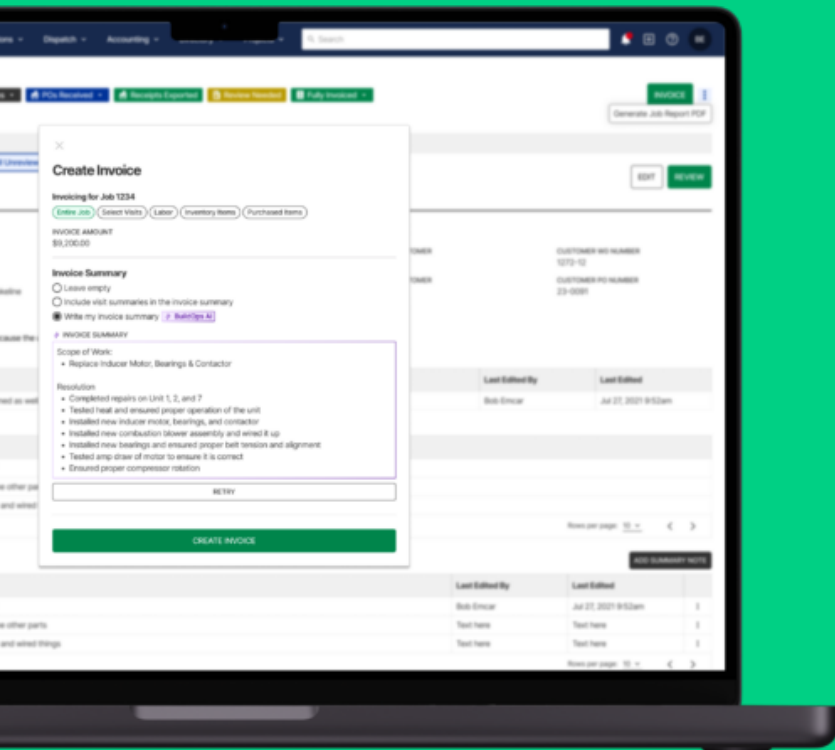 Dispatch
Accounting
Search
POs Received
Receipts Exported
Review Needed
Fully Invoiced
INVOICE
Generate Job Report PDF
EDIT
REVIEW
Create Invoice
Invoicing for Job 1234
Entire Job
Select Visits
Labor
Inventory Items
Purchased Items
INVOICE AMOUNT
$9,200.00
Invoice Summary
Leave empty
Include visit summaries in the invoice summary
Write my invoice summary
BuildOps AI
INVOICE SUMMARY
Scope of Work:
• Replace Inducer Motor, Bearings & Contactor
Resolution
• Completed repairs on Unit 1, 2, and 7
• Tested heat and ensured proper operation of the unit
• Installed new inducer motor, bearings, and contactor
• Installed new combustion blower assembly and wired it up
• Installed new bearings and ensured proper belt tension and alignment
• Tested amp draw of motor to ensure it is correct
• Ensured proper compressor rotation
RETRY
CREATE INVOICE
CUSTOMER WO NUMBER
1272-12
CUSTOMER PO NUMBER
23-0091
Last Edited By
Last Edited
Bob Emcar
Jul 27, 2021 9:52am
Rows per page: 10
ADD SUMMARY NOTE
Last Edited By
Last Edited
Bob Emcar
Jul 27, 2021 9:52am
other parts
Text here
Text here
and wired things
Text here
Text here
Rows per page: 10